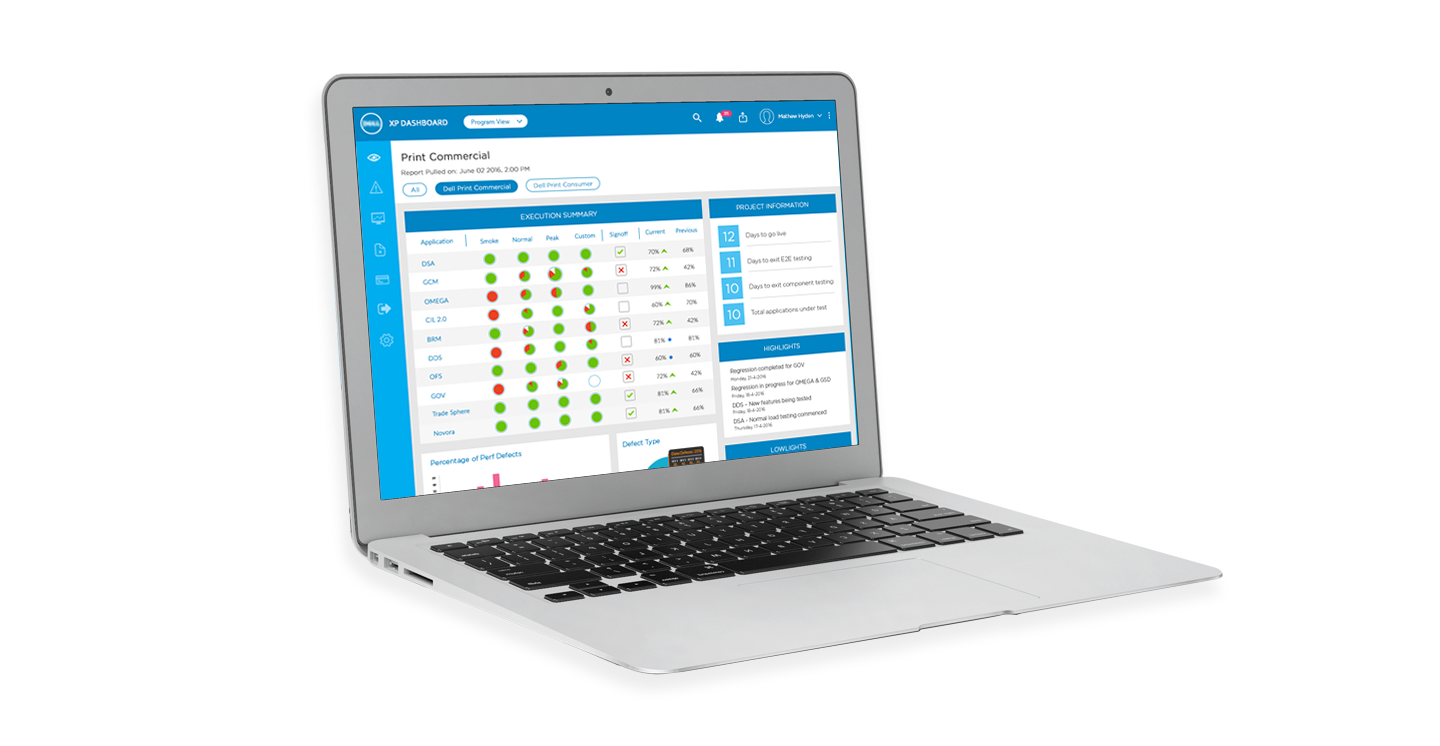 DELL XP DASHBOARD Program View Mathew Hyden
Print Commercial
Report Pulled on: June 02 2016, 2:00 PM
All Dell Print Commercial Dell Print Consumer
EXECUTION SUMMARY
Application Smoke Normal Peak Custom Signoff Current Previous
DSA 70% 68%
GCM 72% 42%
OMEGA 99% 86%
CIL 2.0 60% 70%
BRM 72% 42%
DDS 81% 81%
OFS 60% 60%
GOV 72% 42%
Trade Sphere 81% 66%
Novora 81% 66%
PROJECT INFORMATION
12 Days to go live
11 Days to exit E2E testing
10 Days to exit component testing
10 Total applications under test
HIGHLIGHTS
Regression completed for GOV
Monday, 21-4-2016
Regression in progress for OMEGA & GSD
Friday, 18-4-2016
DDS - New features being tested
Friday, 18-4-2016
DSA - Normal load testing commenced
Thursday, 17-4-2016
LOWLIGHTS
Percentage of Perf Defects
Defect Type